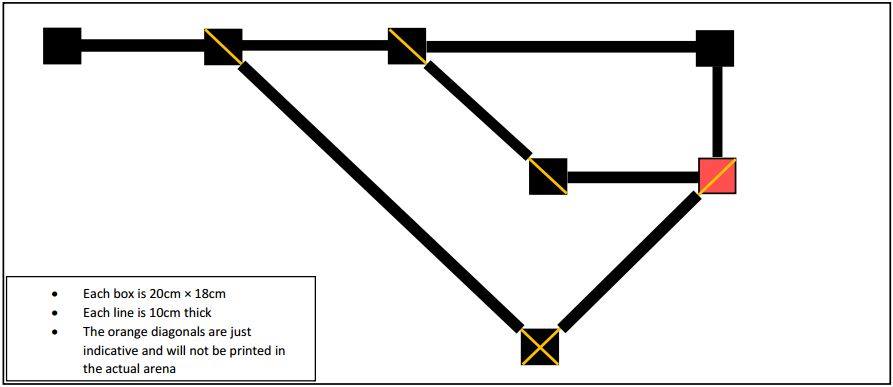 • Each box is 20cm × 18cm
• Each line is 10cm thick
• The orange diagonals are just
indicative and will not be printed in
the actual arena